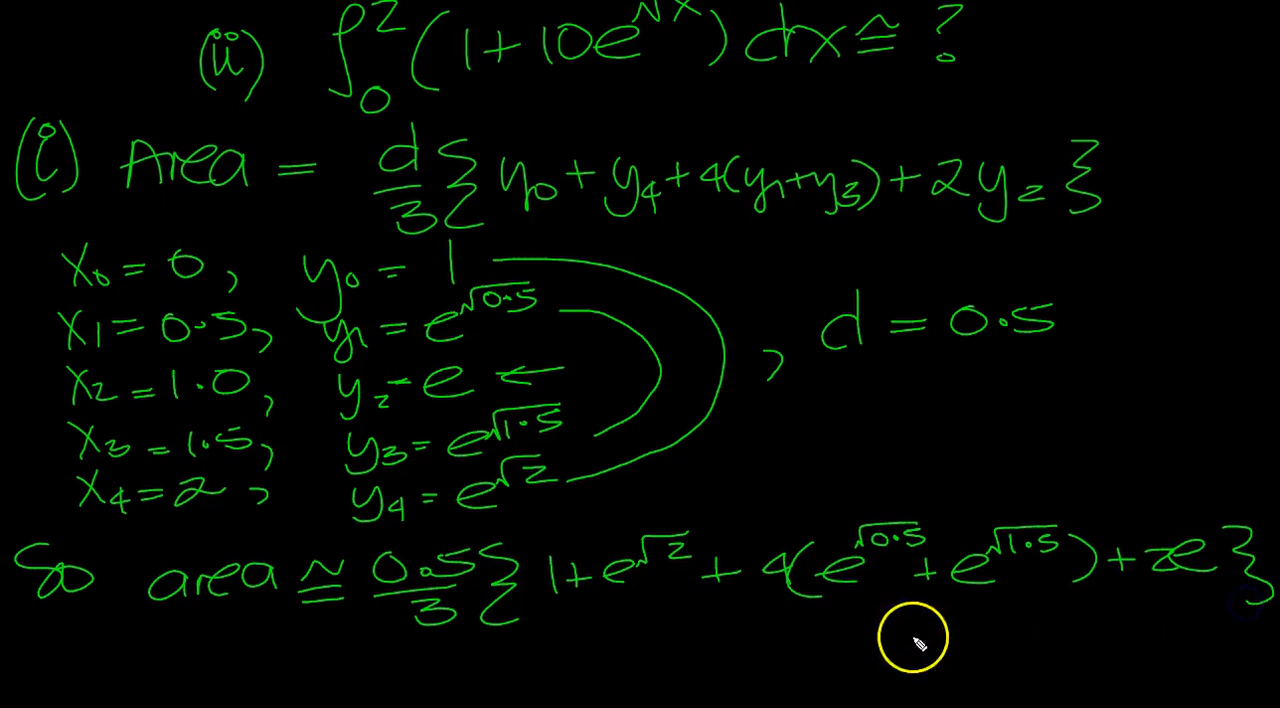 (ii) ∫₀² (1+10e^√x) dx ≅ ?
(i) Area = d/3 { y₀ + y₄ + 4(y₁+y₃) + 2y₂ }
x₀ = 0, y₀ = 1
x1 = 0.5, y₁ = e^√0.5 , d = 0.5
x₂ = 1.0, y₂ = e ←
x₃ = 1.5, y₃ = e^√1.5
x₄ = 2, y₄ = e^√2
So area ≅ 0.5/3 { 1 + e^√2 + 4(e^√0.5 + e^√1.5) + 2e }